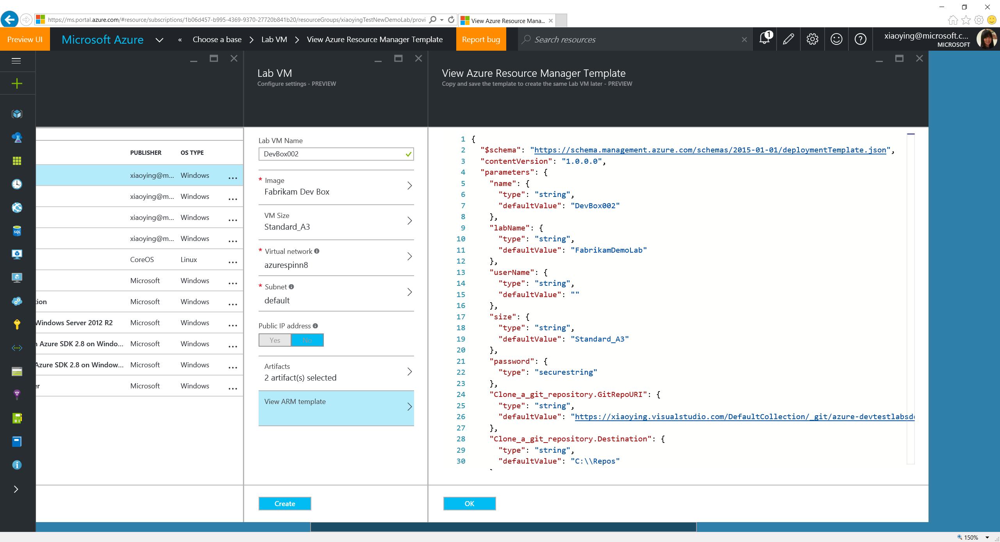 https://ms.portal.azure.com/#resource/subscriptions/1b06d457-b995-4369-9370-27720b841b20/resourceGroups/xiaoyingTestNewDemoLab/provi
View Azure Resource Mana...
Preview UI
Microsoft Azure
«
Choose a base
Lab VM
View Azure Resource Manager Template
Report bug
Search resources
1
xiaoying@microsoft.c...
MICROSOFT
PUBLISHER OS TYPE
xiaoying@m... Windows ...
xiaoying@m... Windows ...
xiaoying@m... Windows ...
xiaoying@m... Windows ...
CoreOS Linux ...
Microsoft Windows ...
tion Microsoft Windows ...
Windows Server 2012 R2 Microsoft Windows ...
n Azure SDK 2.8 on Windo... Microsoft Windows ...
Azure SDK 2.8 on Window... Microsoft Windows ...
er Microsoft Windows ...
SQL
Lab VM
Configure settings - PREVIEW
Lab VM Name
DevBox002
* Image
Fabrikam Dev Box
VM Size
Standard_A3
* Virtual network
azurespinn8
* Subnet
default
Public IP address
Yes No
Artifacts
2 artifact(s) selected
View ARM template
Create
View Azure Resource Manager Template
Copy and save the template to create the same Lab VM later - PREVIEW
1 {
2 "$schema": "https://schema.management.azure.com/schemas/2015-01-01/deploymentTemplate.json",
3 "contentVersion": "1.0.0.0",
4 "parameters": {
5 "name": {
6 "type": "string",
7 "defaultValue": "DevBox002"
8 },
9 "labName": {
10 "type": "string",
11 "defaultValue": "FabrikamDemoLab"
12 },
13 "userName": {
14 "type": "string",
15 "defaultValue": ""
16 },
17 "size": {
18 "type": "string",
19 "defaultValue": "Standard_A3"
20 },
21 "password": {
22 "type": "securestring"
23 },
24 "Clone_a_git_repository.GitRepoURI": {
25 "type": "string",
26 "defaultValue": "https://xiaoying.visualstudio.com/DefaultCollection/_git/azure-devtestlabsde
27 },
28 "Clone_a_git_repository.Destination": {
29 "type": "string",
30 "defaultValue": "C:\\Repos"
OK
150%